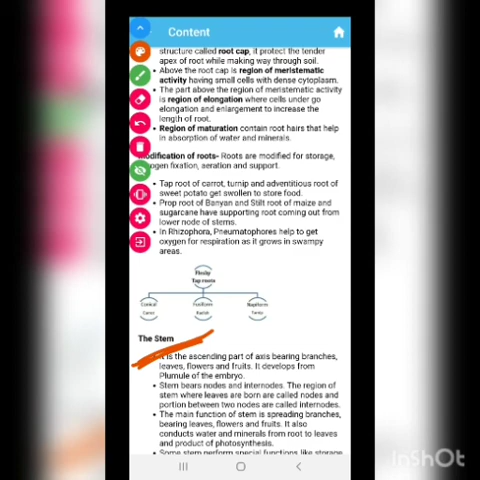 Content
structure called root cap, it protect the tender
apex of root while making way through soil.
• Above the root cap is region of meristematic
activity having small cells with dense cytoplasm.
• The part above the region of meristematic activity
is region of elongation where cells under go
elongation and enlargement to increase the
length of root.
• Region of maturation contain root hairs that help
in absorption of water and minerals.
Modification of roots- Roots are modified for storage,
fixation, aeration and support.
• Tap root of carrot, turnip and adventitious root of
sweet potato get swollen to store food.
• Prop root of Banyan and Stilt root of maize and
sugarcane have supporting root coming out from
lower node of stems.
• In Rhizophora, Pneumatophores help to get
oxygen for respiration as it grows in swampy
areas.
Fleshy
Tap roots
Conical
Fusiform
Napiform
Carrot
Radish
Turnip
The Stem
It is the ascending part of axis bearing branches,
leaves, flowers and fruits. It develops from
Plumule of the embryo.
• Stem bears nodes and internodes. The region of
stem where leaves are born are called nodes and
portion between two nodes are called internodes.
• The main function of stem is spreading branches,
bearing leaves, flowers and fruits. It also
conducts water and minerals from root to leaves
and product of photosynthesis.
• Some stem perform special functions like storage
InShOt